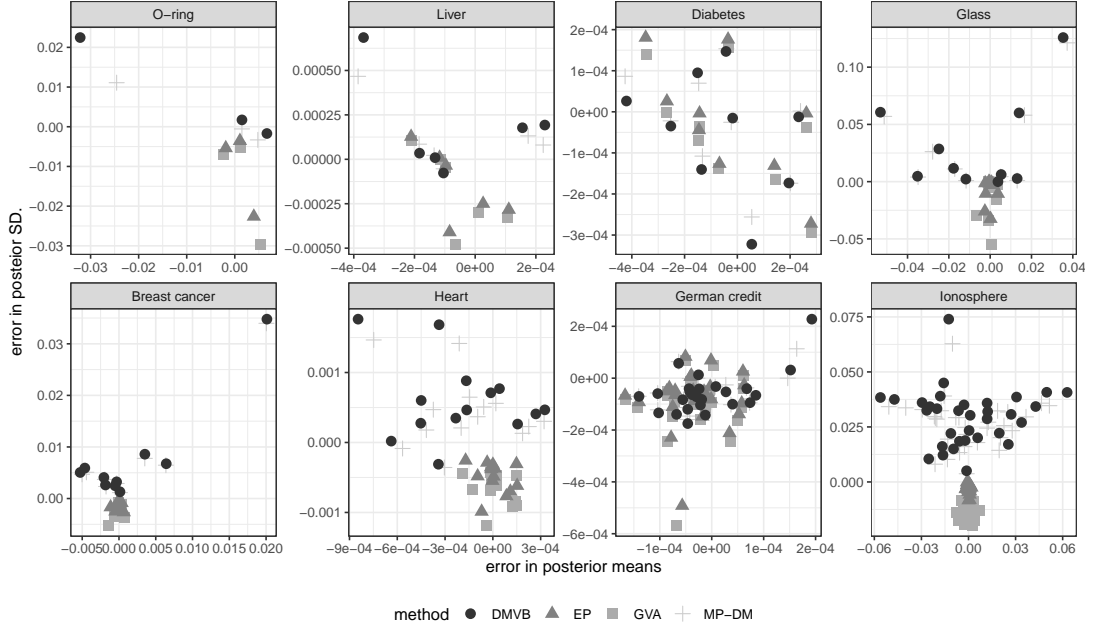 O−ring
Liver
Diabetes
Glass
0.02
0.01
0.00
−0.01
−0.02
−0.03
−0.03
−0.02
−0.01
0.00
0.00050
0.00025
0.00000
−0.00025
−0.00050
−4e−04
−2e−04
0e+00
2e−04
2e−04
1e−04
0e+00
−1e−04
−2e−04
−3e−04
−4e−04
−2e−04
0e+00
2e−04
0.10
0.05
0.00
−0.05
−0.04
−0.02
0.00
0.02
0.04
Breast cancer
Heart
German credit
Ionosphere
0.03
0.02
0.01
0.00
−0.005
0.000
0.005
0.010
0.015
0.020
0.001
0.000
−0.001
−9e−04
−6e−04
−3e−04
0e+00
3e−04
2e−04
0e+00
−2e−04
−4e−04
−6e−04
−1e−04
0e+00
1e−04
2e−04
0.075
0.050
0.025
0.000
−0.06
−0.03
0.00
0.03
0.06
error in posterior means
error in posteior SD.
method
DMVB
EP
GVA
MP−DM